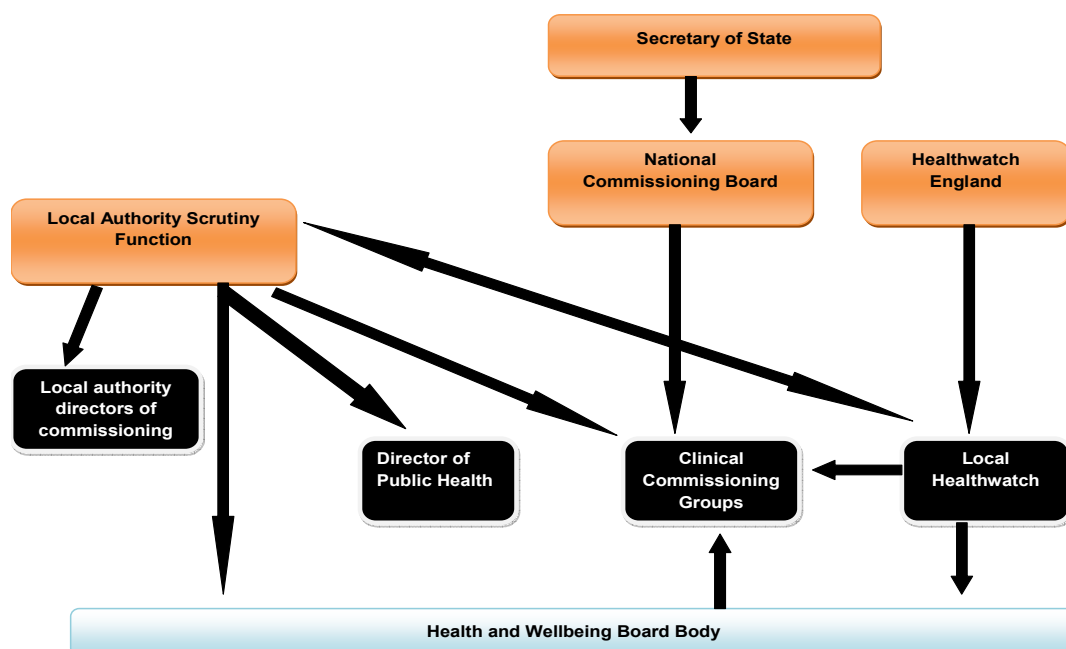 Secretary of State
National
Commissioning Board
Healthwatch
England
Local Authority Scrutiny
Function
Local authority
directors of
commissioning
Director of
Public Health
Clinical
Commissioning
Groups
Local
Healthwatch
Health and Wellbeing Board Body